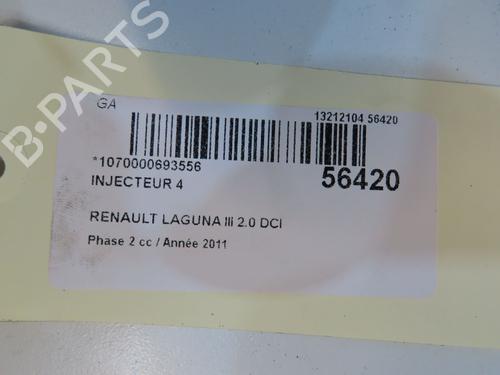 B-PARTS
GA
13212104 56420
*1070000693556
INJECTEUR 4
56420
RENAULT LAGUNA III 2.0 DCI
Phase 2 cc / Année 2011